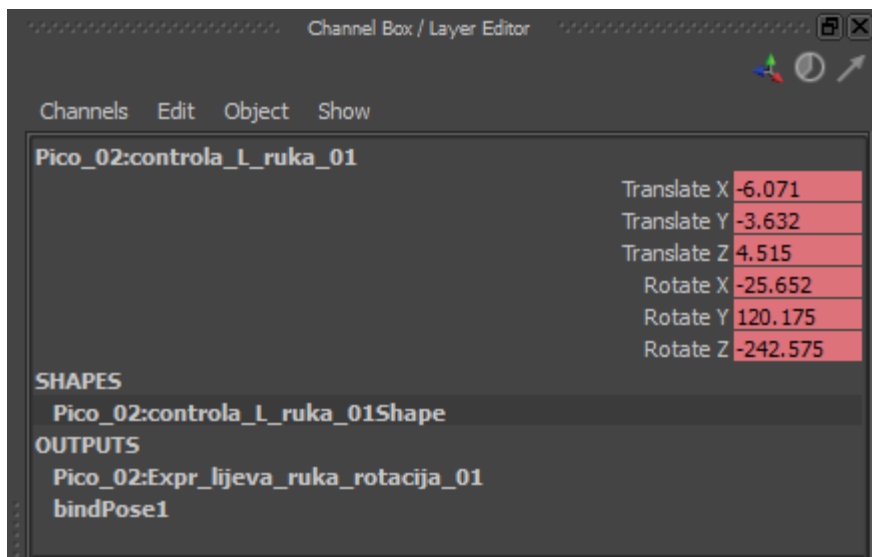 Channel Box / Layer Editor
Channels Edit Object Show
Pico_02:controla_L_ruka_01
Translate X -6.071
Translate Y -3.632
Translate Z 4.515
Rotate X -25.652
Rotate Y 120.175
Rotate Z -242.575
SHAPES
Pico_02:controla_L_ruka_01Shape
OUTPUTS
Pico_02:Expr_lijeva_ruka_rotacija_01
bindPose1